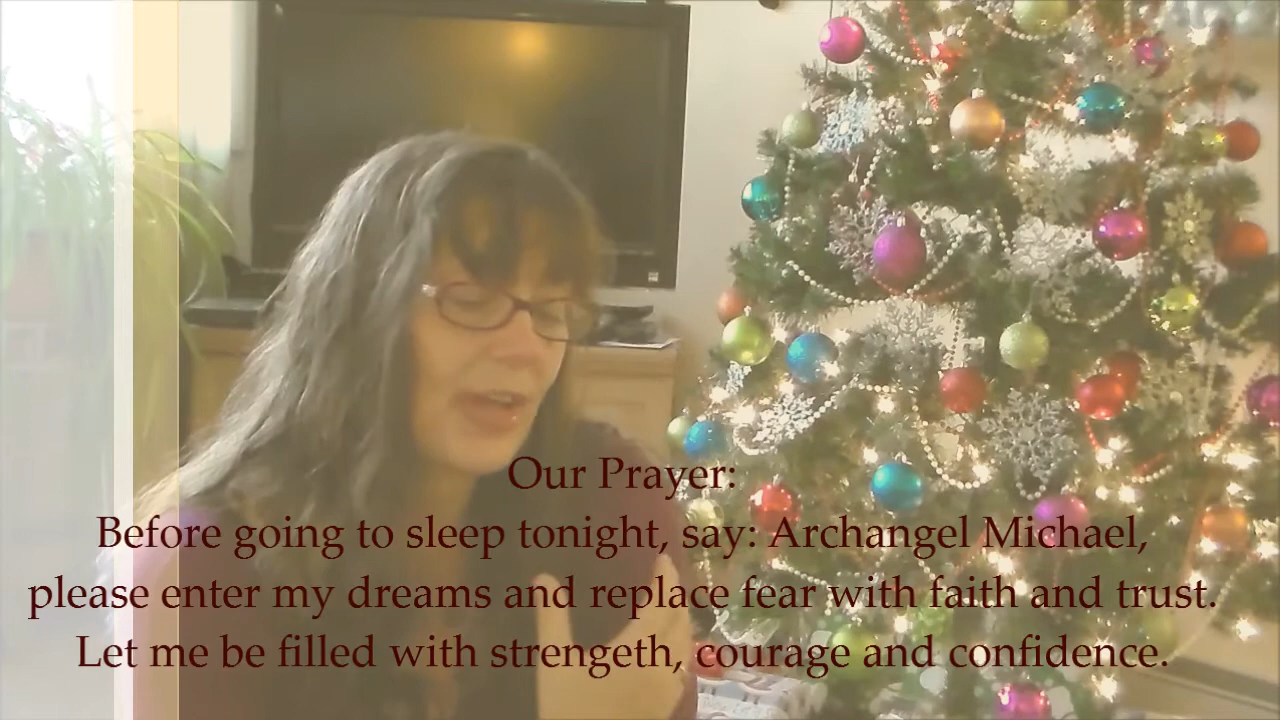 Our Prayer:
Before going to sleep tonight, say: Archangel Michael,
please enter my dreams and replace fear with faith and trust.
Let me be filled with strengeth, courage and confidence.